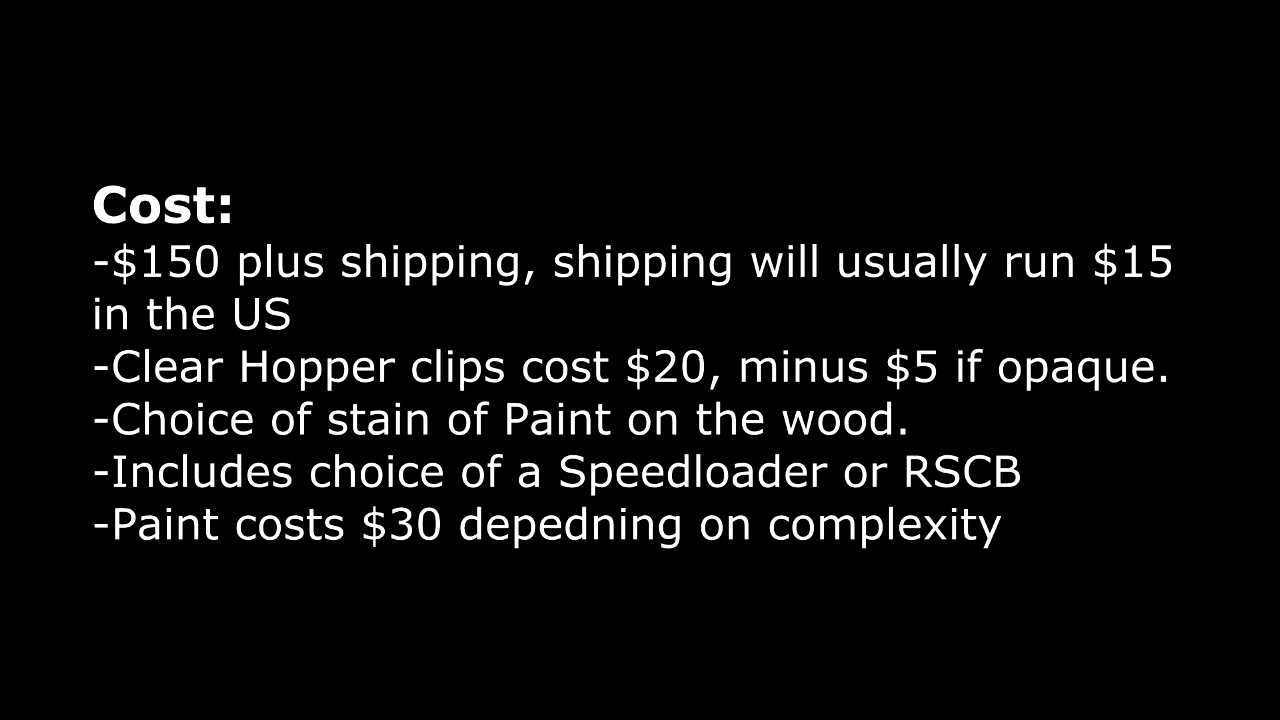 Cost:
-$150 plus shipping, shipping will usually run $15
in the US
-Clear Hopper clips cost $20, minus $5 if opaque.
-Choice of stain of Paint on the wood.
-Includes choice of a Speedloader or RSCB
-Paint costs $30 depedning on complexity